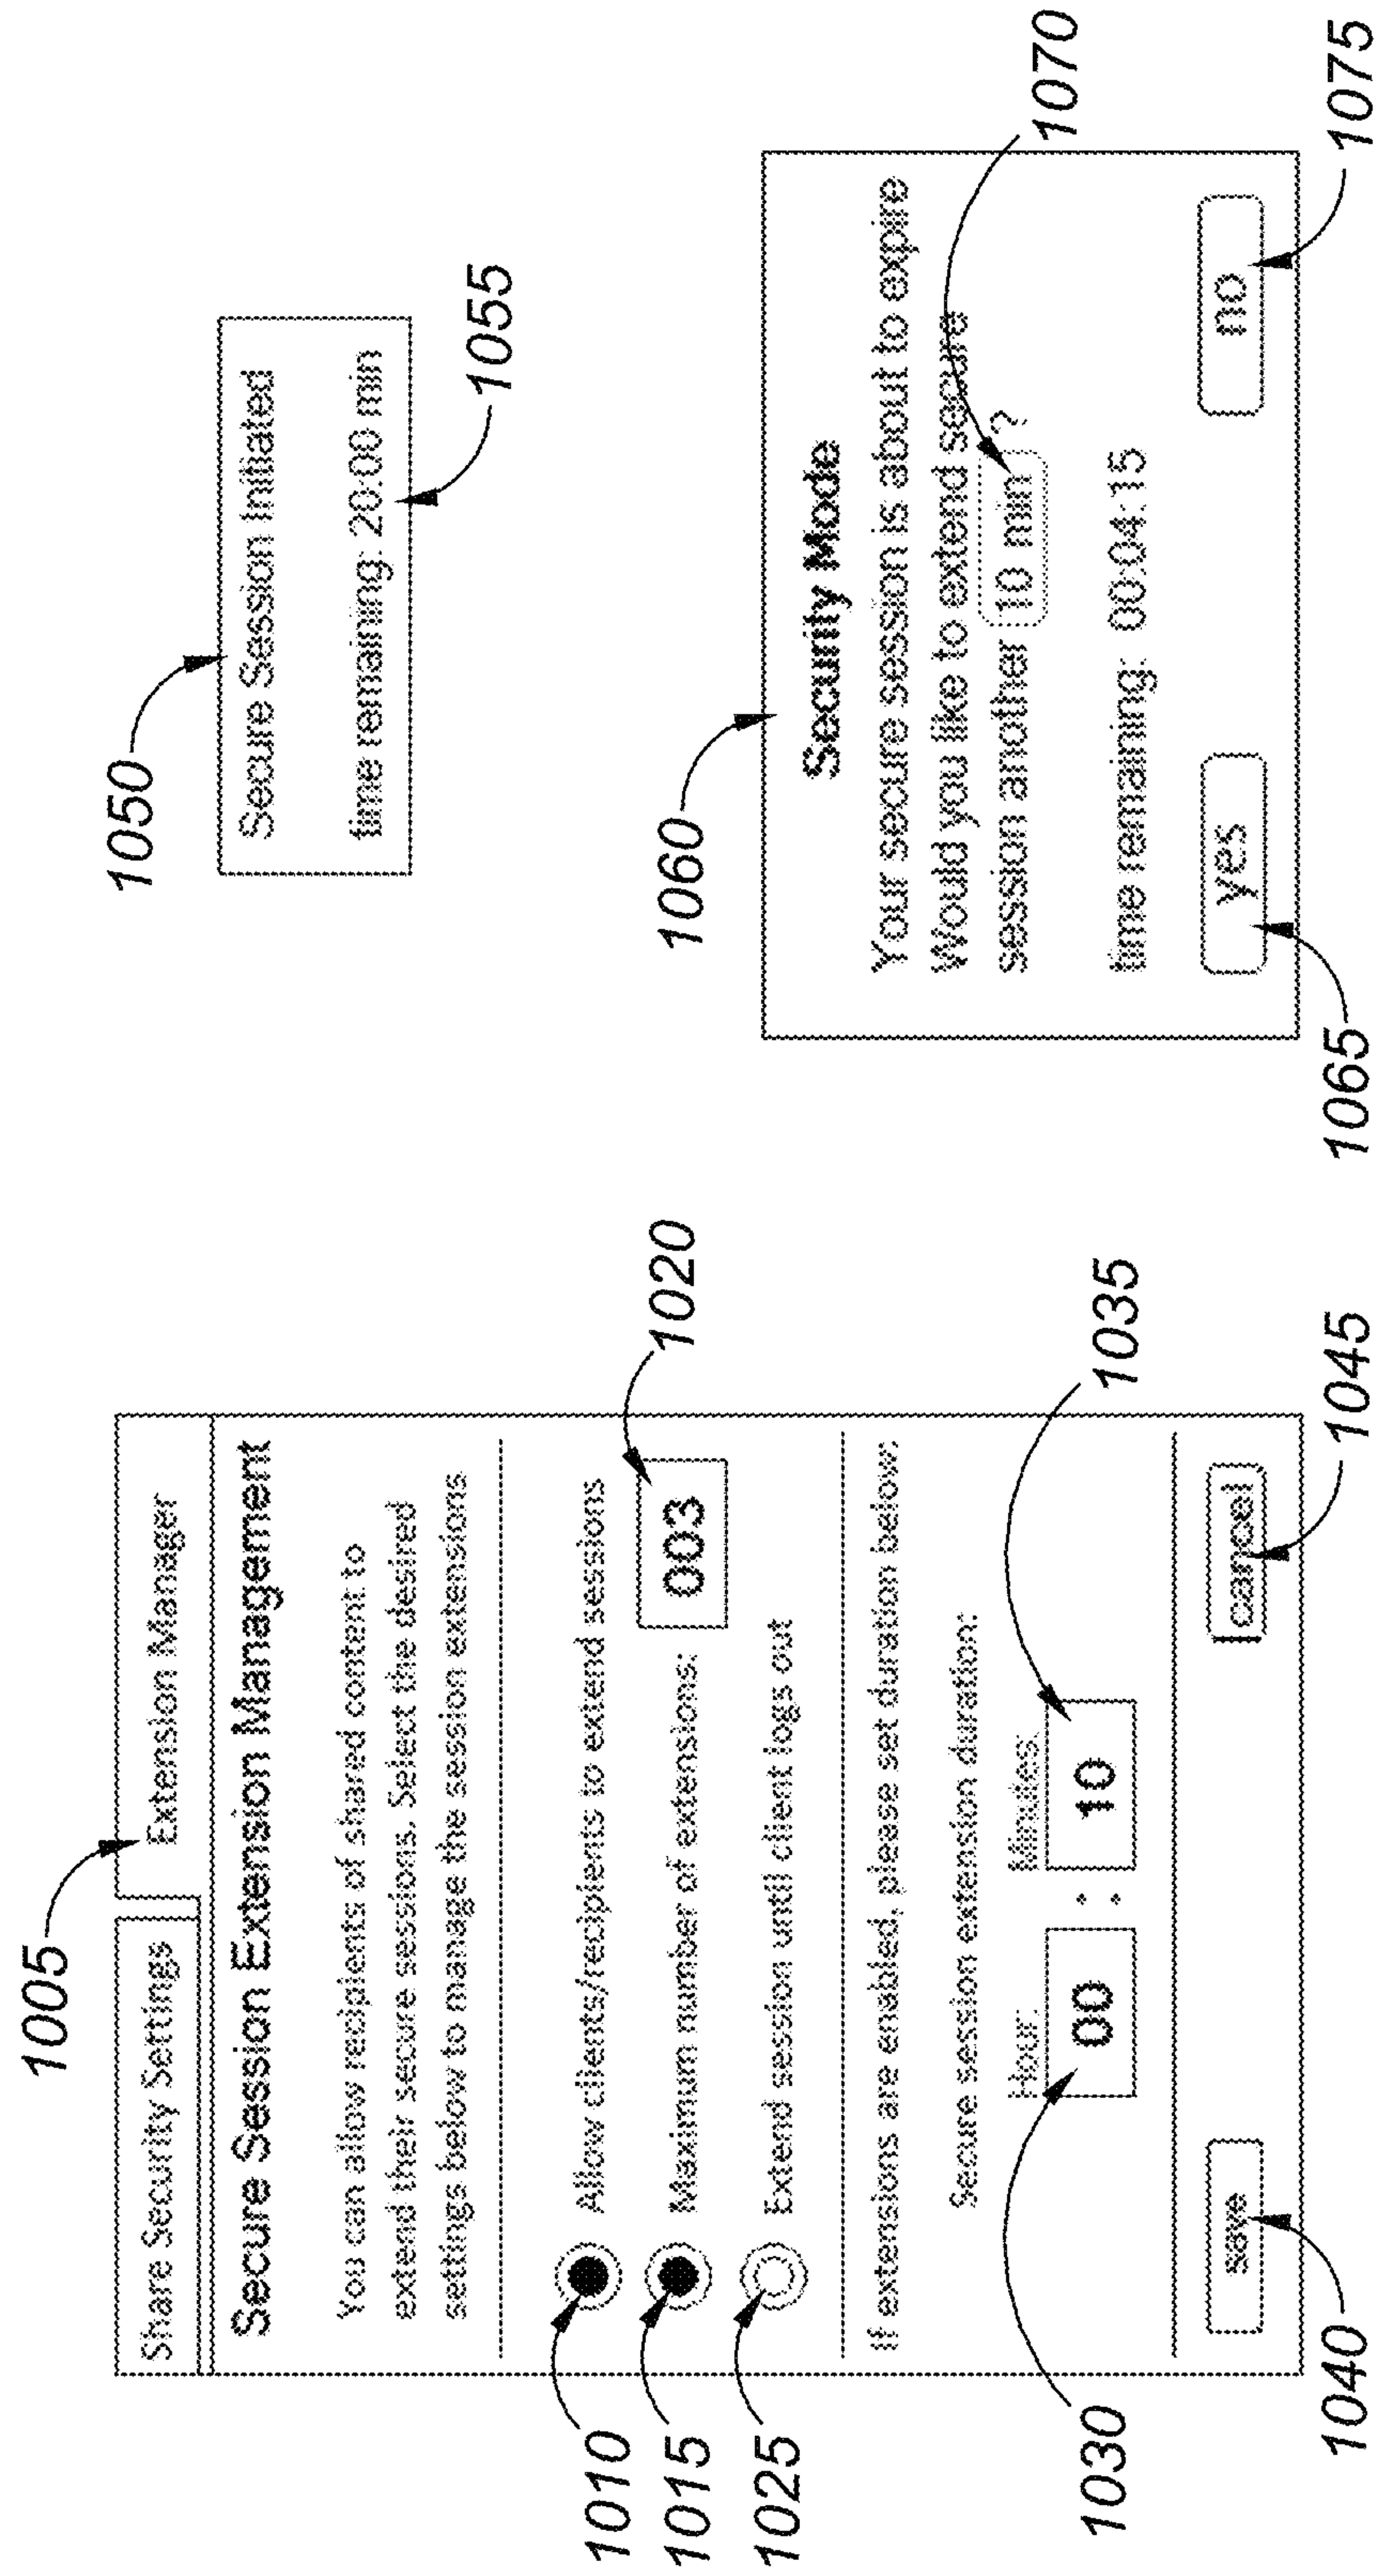 1005
Share Security Settings
Extension Manager
Secure Session Extension Management
You can allow recipients of shared content to
extend their secure sessions. Select the desired
settings below to manage the session extensions
1010
Allow clients/recipients to extend sessions
1015
Maximum number of extensions:
003
1020
1025
Extend session until client logs out
If extensions are enabled, please set duration below:
Secure session extension duration:
Hour:
Minutes:
00
:
10
1030
1035
save
cancel
1040
1045
1050
Secure Session Initiated
time remaining: 20:00 min
1055
1060
Security Mode
Your secure session is about to expire
Would you like to extend secure
session another 10 min ?
1070
time remaining: 00:04:15
yes
no
1065
1075